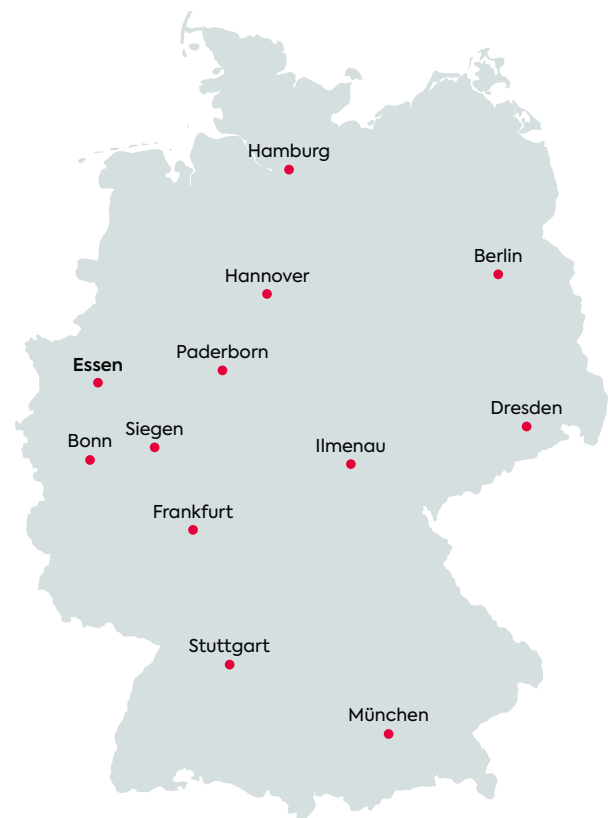 Hamburg
Berlin
Hannover
Paderborn
Essen
Dresden
Siegen
Bonn
Ilmenau
Frankfurt
Stuttgart
München